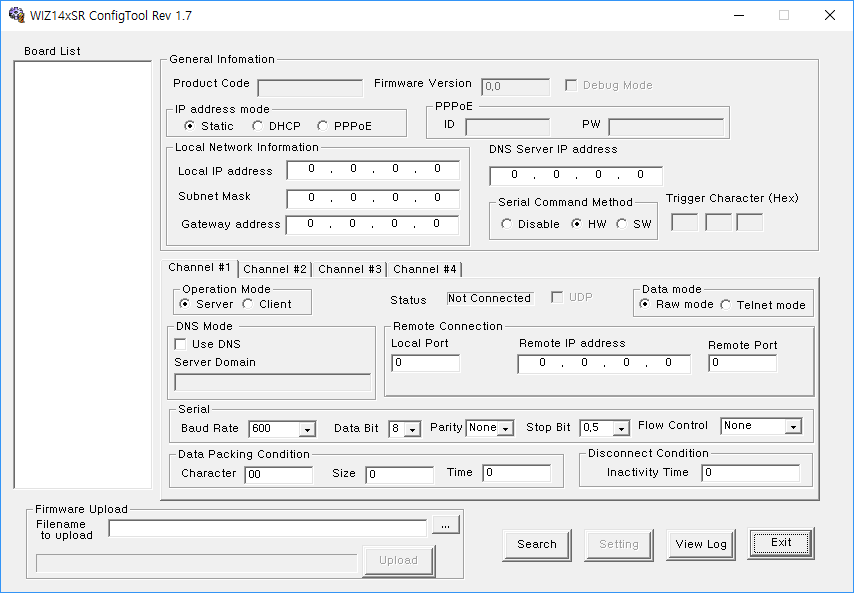 WIZ14xSR ConfigTool Rev 1.7
Board List
General Infomation
Product Code Firmware Version 0,0 Debug Mode
IP address mode
Static DHCP PPPoE
PPPoE
ID PW
Local Network Information
Local IP address 0 . 0 . 0 . 0
Subnet Mask 0 . 0 . 0 . 0
Gateway address 0 . 0 . 0 . 0
DNS Server IP address
0 . 0 . 0 . 0
Serial Command Method
Disable HW SW
Trigger Character (Hex)
Channel #1 Channel #2 Channel #3 Channel #4
Operation Mode
Server Client
Status Not Connected UDP
Data mode
Raw mode Telnet mode
DNS Mode
Use DNS
Server Domain
Remote Connection
Local Port Remote IP address Remote Port
0 0 . 0 . 0 . 0 0
Serial
Baud Rate 600 Data Bit 8 Parity None Stop Bit 0,5 Flow Control None
Data Packing Condition
Character 00 Size 0 Time 0
Disconnect Condition
Inactivity Time 0
Firmware Upload
Filename
to upload ...
Upload
Search Setting View Log Exit